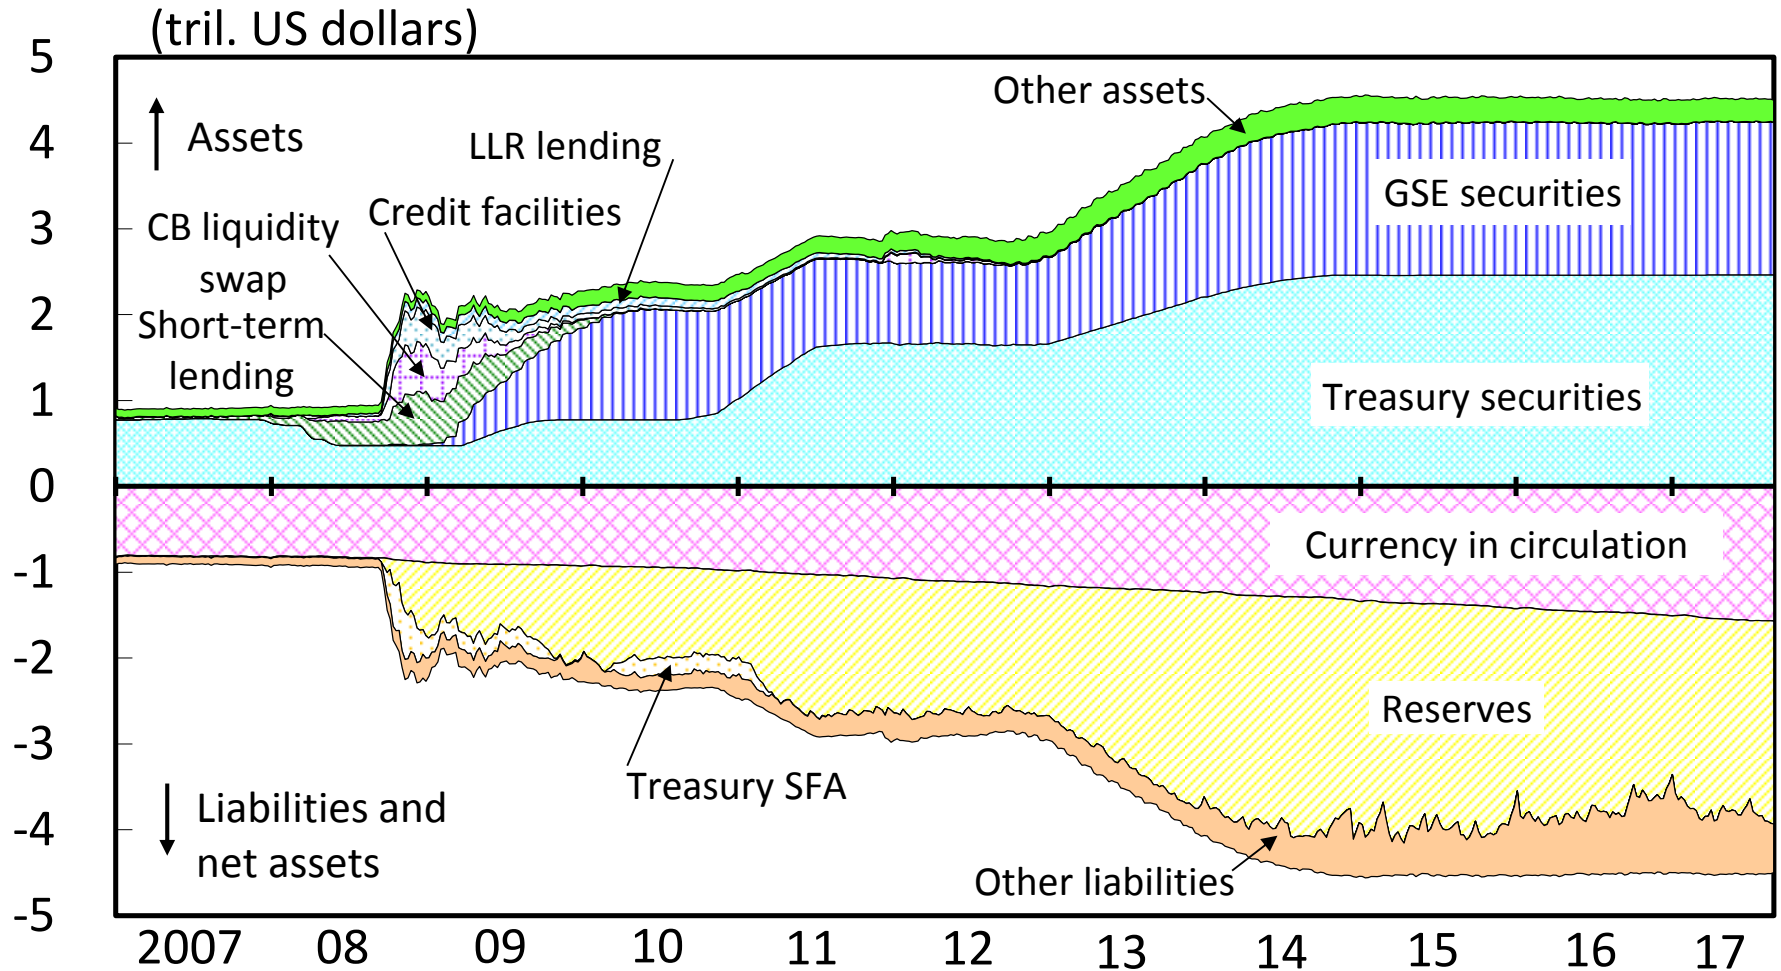 (tril. US dollars)
5
4
3
2
1
0
-1
-2
-3
-4
-5
Assets
Other assets
LLR lending
Credit facilities
CB liquidity
swap
Short-term
lending
GSE securities
Treasury securities
Currency in circulation
Reserves
Treasury SFA
Liabilities and
net assets
Other liabilities
2007 08 09 10 11 12 13 14 15 16 17